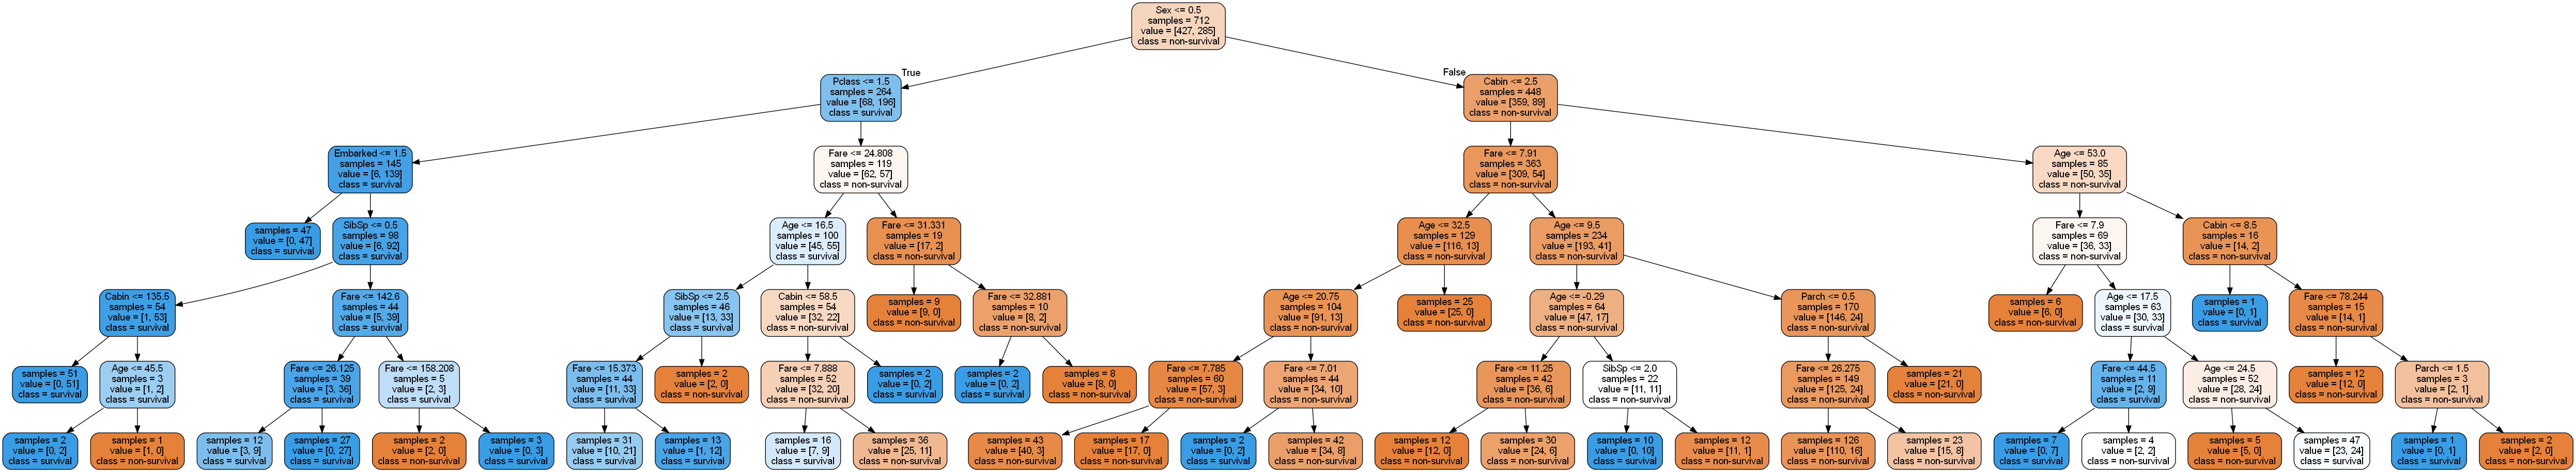 Sex <= 0.5
samples = 712
value = [427, 285]
class = non-survival
True
False
Pclass <= 1.5
samples = 264
value = [68, 196]
class = survival
Cabin <= 2.5
samples = 448
value = [359, 89]
class = non-survival
Embarked <= 1.5
samples = 145
value = [6, 139]
class = survival
Fare <= 24.808
samples = 119
value = [62, 57]
class = non-survival
Fare <= 7.91
samples = 363
value = [309, 54]
class = non-survival
Age <= 53.0
samples = 85
value = [50, 35]
class = non-survival
samples = 47
value = [0, 47]
class = survival
SibSp <= 0.5
samples = 98
value = [6, 92]
class = survival
Age <= 16.5
samples = 100
value = [45, 55]
class = survival
Fare <= 31.331
samples = 19
value = [17, 2]
class = non-survival
Age <= 32.5
samples = 129
value = [116, 13]
class = non-survival
Age <= 9.5
samples = 234
value = [193, 41]
class = non-survival
Fare <= 7.9
samples = 69
value = [36, 33]
class = non-survival
Cabin <= 8.5
samples = 16
value = [14, 2]
class = non-survival
Cabin <= 135.5
samples = 54
value = [1, 53]
class = survival
Fare <= 142.6
samples = 44
value = [5, 39]
class = survival
SibSp <= 2.5
samples = 46
value = [13, 33]
class = survival
Cabin <= 58.5
samples = 54
value = [32, 22]
class = non-survival
samples = 9
value = [9, 0]
class = non-survival
Fare <= 32.881
samples = 10
value = [8, 2]
class = non-survival
Age <= 20.75
samples = 104
value = [91, 13]
class = non-survival
samples = 25
value = [25, 0]
class = non-survival
Age <= -0.29
samples = 64
value = [47, 17]
class = non-survival
Parch <= 0.5
samples = 170
value = [146, 24]
class = non-survival
samples = 6
value = [6, 0]
class = non-survival
Age <= 17.5
samples = 63
value = [30, 33]
class = survival
samples = 1
value = [0, 1]
class = survival
Fare <= 78.244
samples = 15
value = [14, 1]
class = non-survival
samples = 51
value = [0, 51]
class = survival
Age <= 45.5
samples = 3
value = [1, 2]
class = survival
Fare <= 26.125
samples = 39
value = [3, 36]
class = survival
Fare <= 158.208
samples = 5
value = [2, 3]
class = survival
Fare <= 15.373
samples = 44
value = [11, 33]
class = survival
samples = 2
value = [2, 0]
class = non-survival
Fare <= 7.888
samples = 52
value = [32, 20]
class = non-survival
samples = 2
value = [0, 2]
class = survival
samples = 2
value = [0, 2]
class = survival
samples = 8
value = [8, 0]
class = non-survival
Fare <= 7.785
samples = 60
value = [57, 3]
class = non-survival
Fare <= 7.01
samples = 44
value = [34, 10]
class = non-survival
Fare <= 11.25
samples = 42
value = [36, 6]
class = non-survival
SibSp <= 2.0
samples = 22
value = [11, 11]
class = non-survival
Fare <= 26.275
samples = 149
value = [125, 24]
class = non-survival
samples = 21
value = [21, 0]
class = non-survival
Fare <= 44.5
samples = 11
value = [2, 9]
class = survival
Age <= 24.5
samples = 52
value = [28, 24]
class = non-survival
samples = 12
value = [12, 0]
class = non-survival
Parch <= 1.5
samples = 3
value = [2, 1]
class = non-survival
samples = 2
value = [0, 2]
class = survival
samples = 1
value = [1, 0]
class = non-survival
samples = 12
value = [3, 9]
class = survival
samples = 27
value = [0, 27]
class = survival
samples = 2
value = [2, 0]
class = non-survival
samples = 3
value = [0, 3]
class = survival
samples = 31
value = [10, 21]
class = survival
samples = 13
value = [1, 12]
class = survival
samples = 16
value = [7, 9]
class = survival
samples = 36
value = [25, 11]
class = non-survival
samples = 43
value = [40, 3]
class = non-survival
samples = 17
value = [17, 0]
class = non-survival
samples = 2
value = [0, 2]
class = survival
samples = 42
value = [34, 8]
class = non-survival
samples = 12
value = [12, 0]
class = non-survival
samples = 30
value = [24, 6]
class = non-survival
samples = 10
value = [0, 10]
class = survival
samples = 12
value = [11, 1]
class = non-survival
samples = 126
value = [110, 16]
class = non-survival
samples = 23
value = [15, 8]
class = non-survival
samples = 7
value = [0, 7]
class = survival
samples = 4
value = [2, 2]
class = non-survival
samples = 5
value = [5, 0]
class = non-survival
samples = 47
value = [23, 24]
class = survival
samples = 1
value = [0, 1]
class = survival
samples = 2
value = [2, 0]
class = non-survival